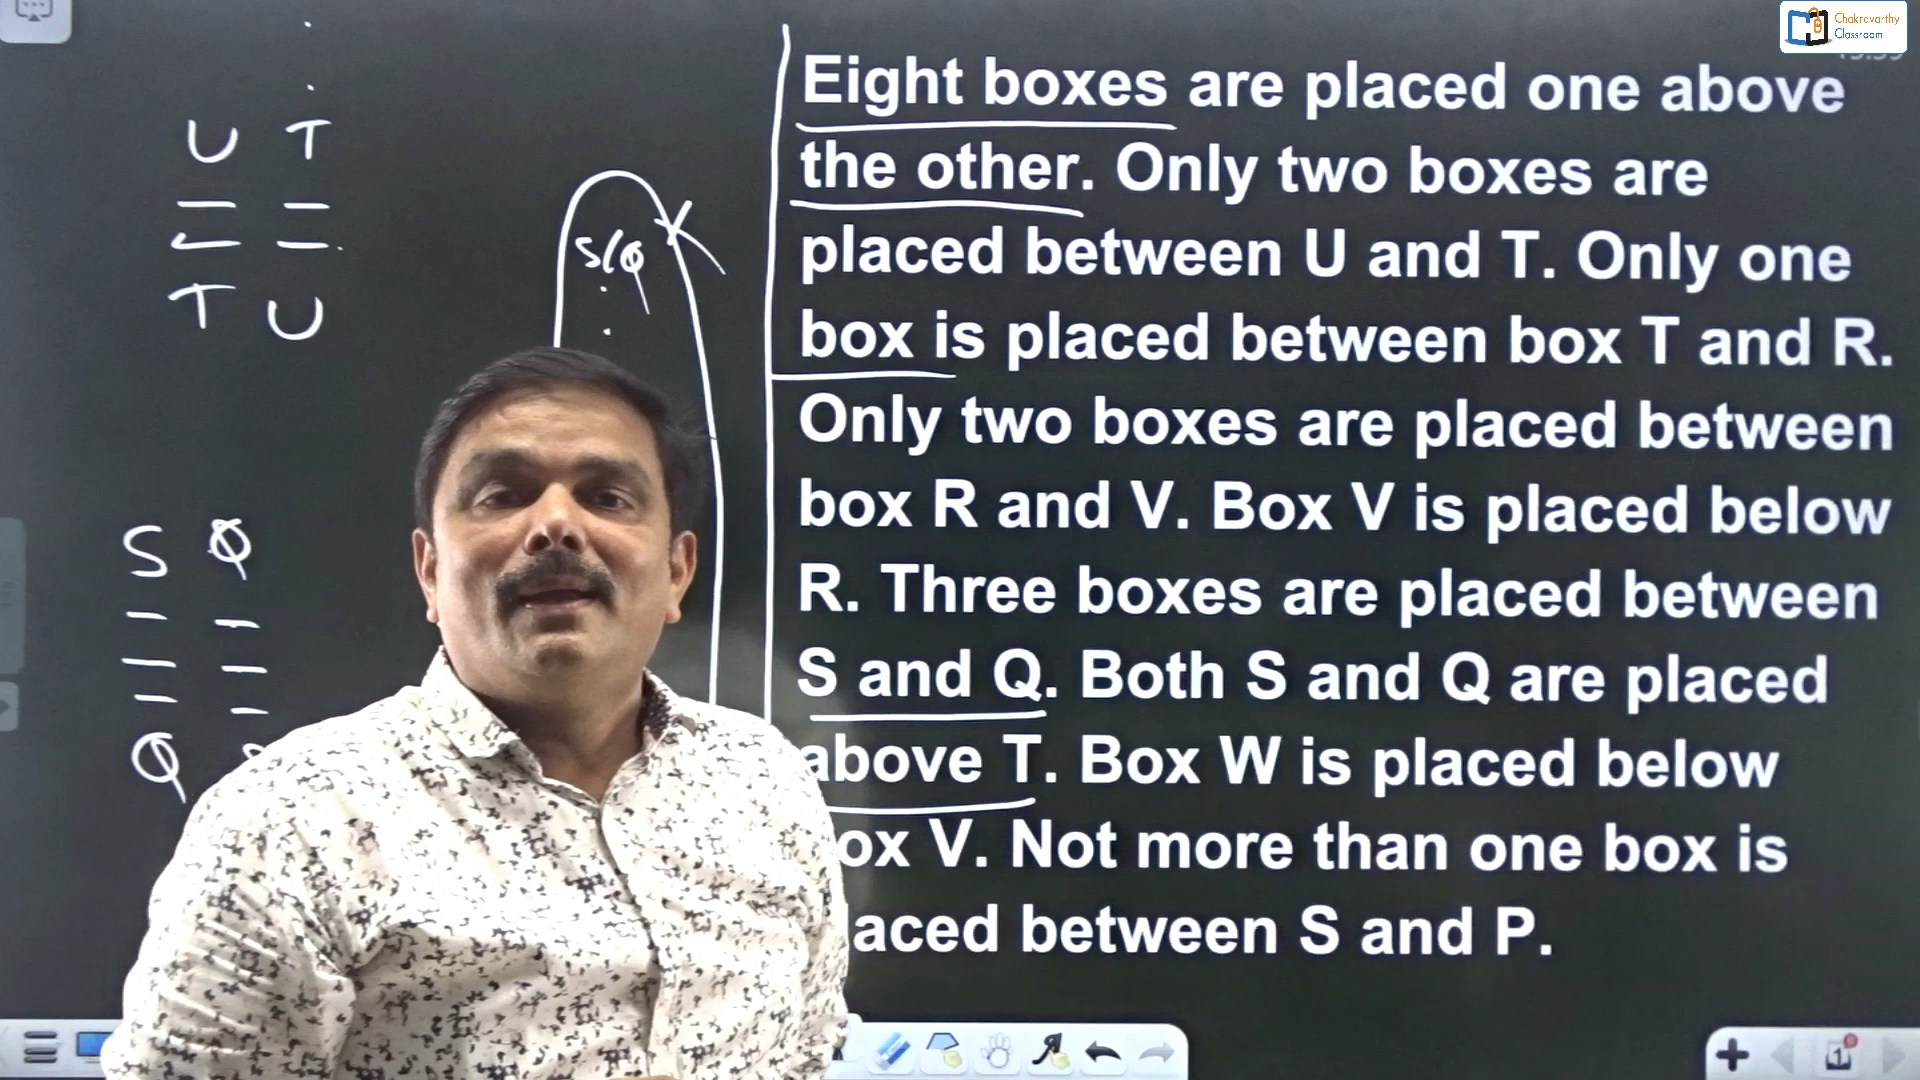 Chakravarthy
Classroom
Eight boxes are placed one above
the other. Only two boxes are
placed between U and T. Only one
box is placed between box T and R.
Only two boxes are placed between
box R and V. Box V is placed below
R. Three boxes are placed between
S and Q. Both S and Q are placed
above T. Box W is placed below
ox V. Not more than one box is
laced between S and P.
U T
T U
S/Q
S Q
Q
1